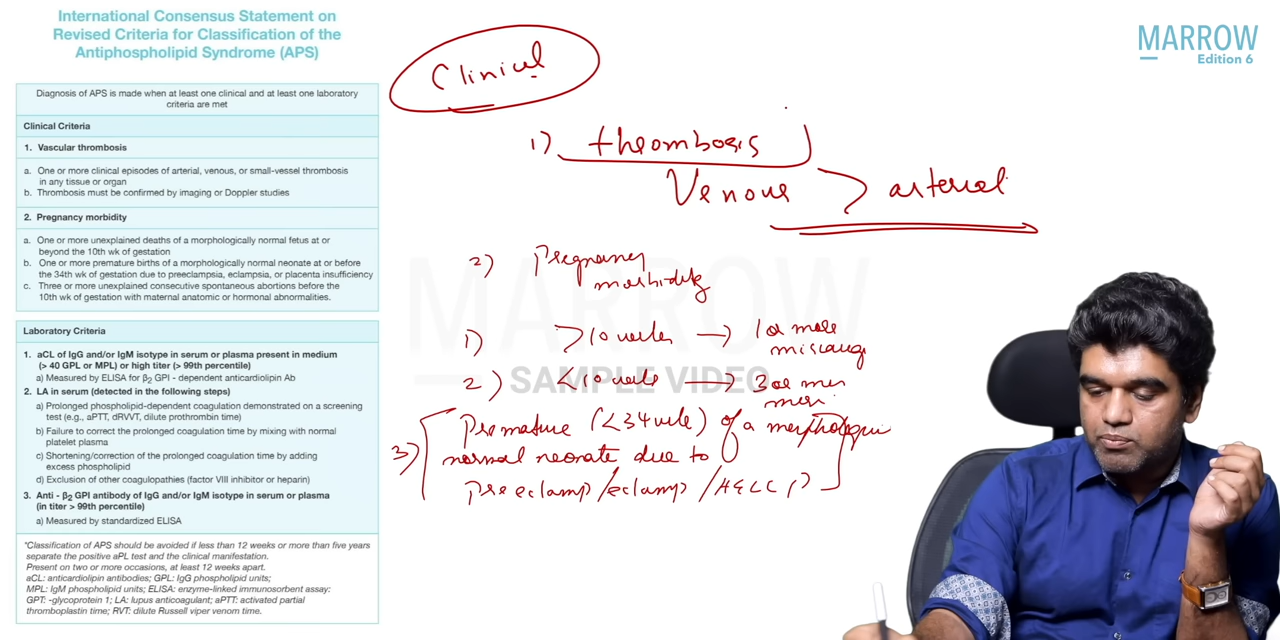 International Consensus Statement on
Revised Criteria for Classification of the
Antiphospholipid Syndrome (APS)
Diagnosis of APS is made when at least one clinical and at least one laboratory
criteria are met
Clinical Criteria
1. Vascular thrombosis
a. One or more clinical episodes of arterial, venous, or small-vessel thrombosis
in any tissue or organ
b. Thrombosis must be confirmed by imaging or Doppler studies
2. Pregnancy morbidity
a. One or more unexplained deaths of a morphologically normal fetus at or
beyond the 10th wk of gestation
b. One or more premature births of a morphologically normal neonate at or before
the 34th wk of gestation due to preeclampsia, eclampsia, or placenta insufficiency
c. Three or more unexplained consecutive spontaneous abortions before the
10th wk of gestation with maternal anatomic or hormonal abnormalities.
Laboratory Criteria
1. aCL of IgG and/or IgM isotype in serum or plasma present in medium
(> 40 GPL or MPL) or high titer (> 99th percentile)
a) Measured by ELISA for β2 GPI - dependent anticardiolipin Ab
2. LA in serum (detected in the following steps)
a) Prolonged phospholipid-dependent coagulation demonstrated on a screening
test (e.g., aPTT, dRVVT, dilute prothrombin time)
b) Failure to correct the prolonged coagulation time by mixing with normal
platelet plasma
c) Shortening/correction of the prolonged coagulation time by adding
excess phospholipid
d) Exclusion of other coagulopathies (factor VIII inhibitor or heparin)
3. Anti - β2 GPI antibody of IgG and/or IgM isotype in serum or plasma
(in titer > 99th percentile)
a) Measured by standardized ELISA
*Classification of APS should be avoided if less than 12 weeks or more than five years
separate the positive aPL test and the clinical manifestation.
Present on two or more occasions, at least 12 weeks apart.
aCL: anticardiolipin antibodies; GPL: IgG phospholipid units;
MPL: IgM phospholipid units; ELISA: enzyme-linked immunosorbent assay:
GPT: -glycoprotein 1; LA: lupus anticoagulant; aPTT: activated partial
thromboplastin time; RVT: dilute Russell viper venom time.
Clinical
1) thrombosis
Venous > arterial
2) Pregnancy
morbidity
1) >10 weeks → 1 or more
2) <10 weeks → 3 or
3) Premature (<34 week) of a
normal neonate due to
Preeclamp/eclamp/HELLP
MARROW
SAMPLE VIDEO
MARROW
Edition 6